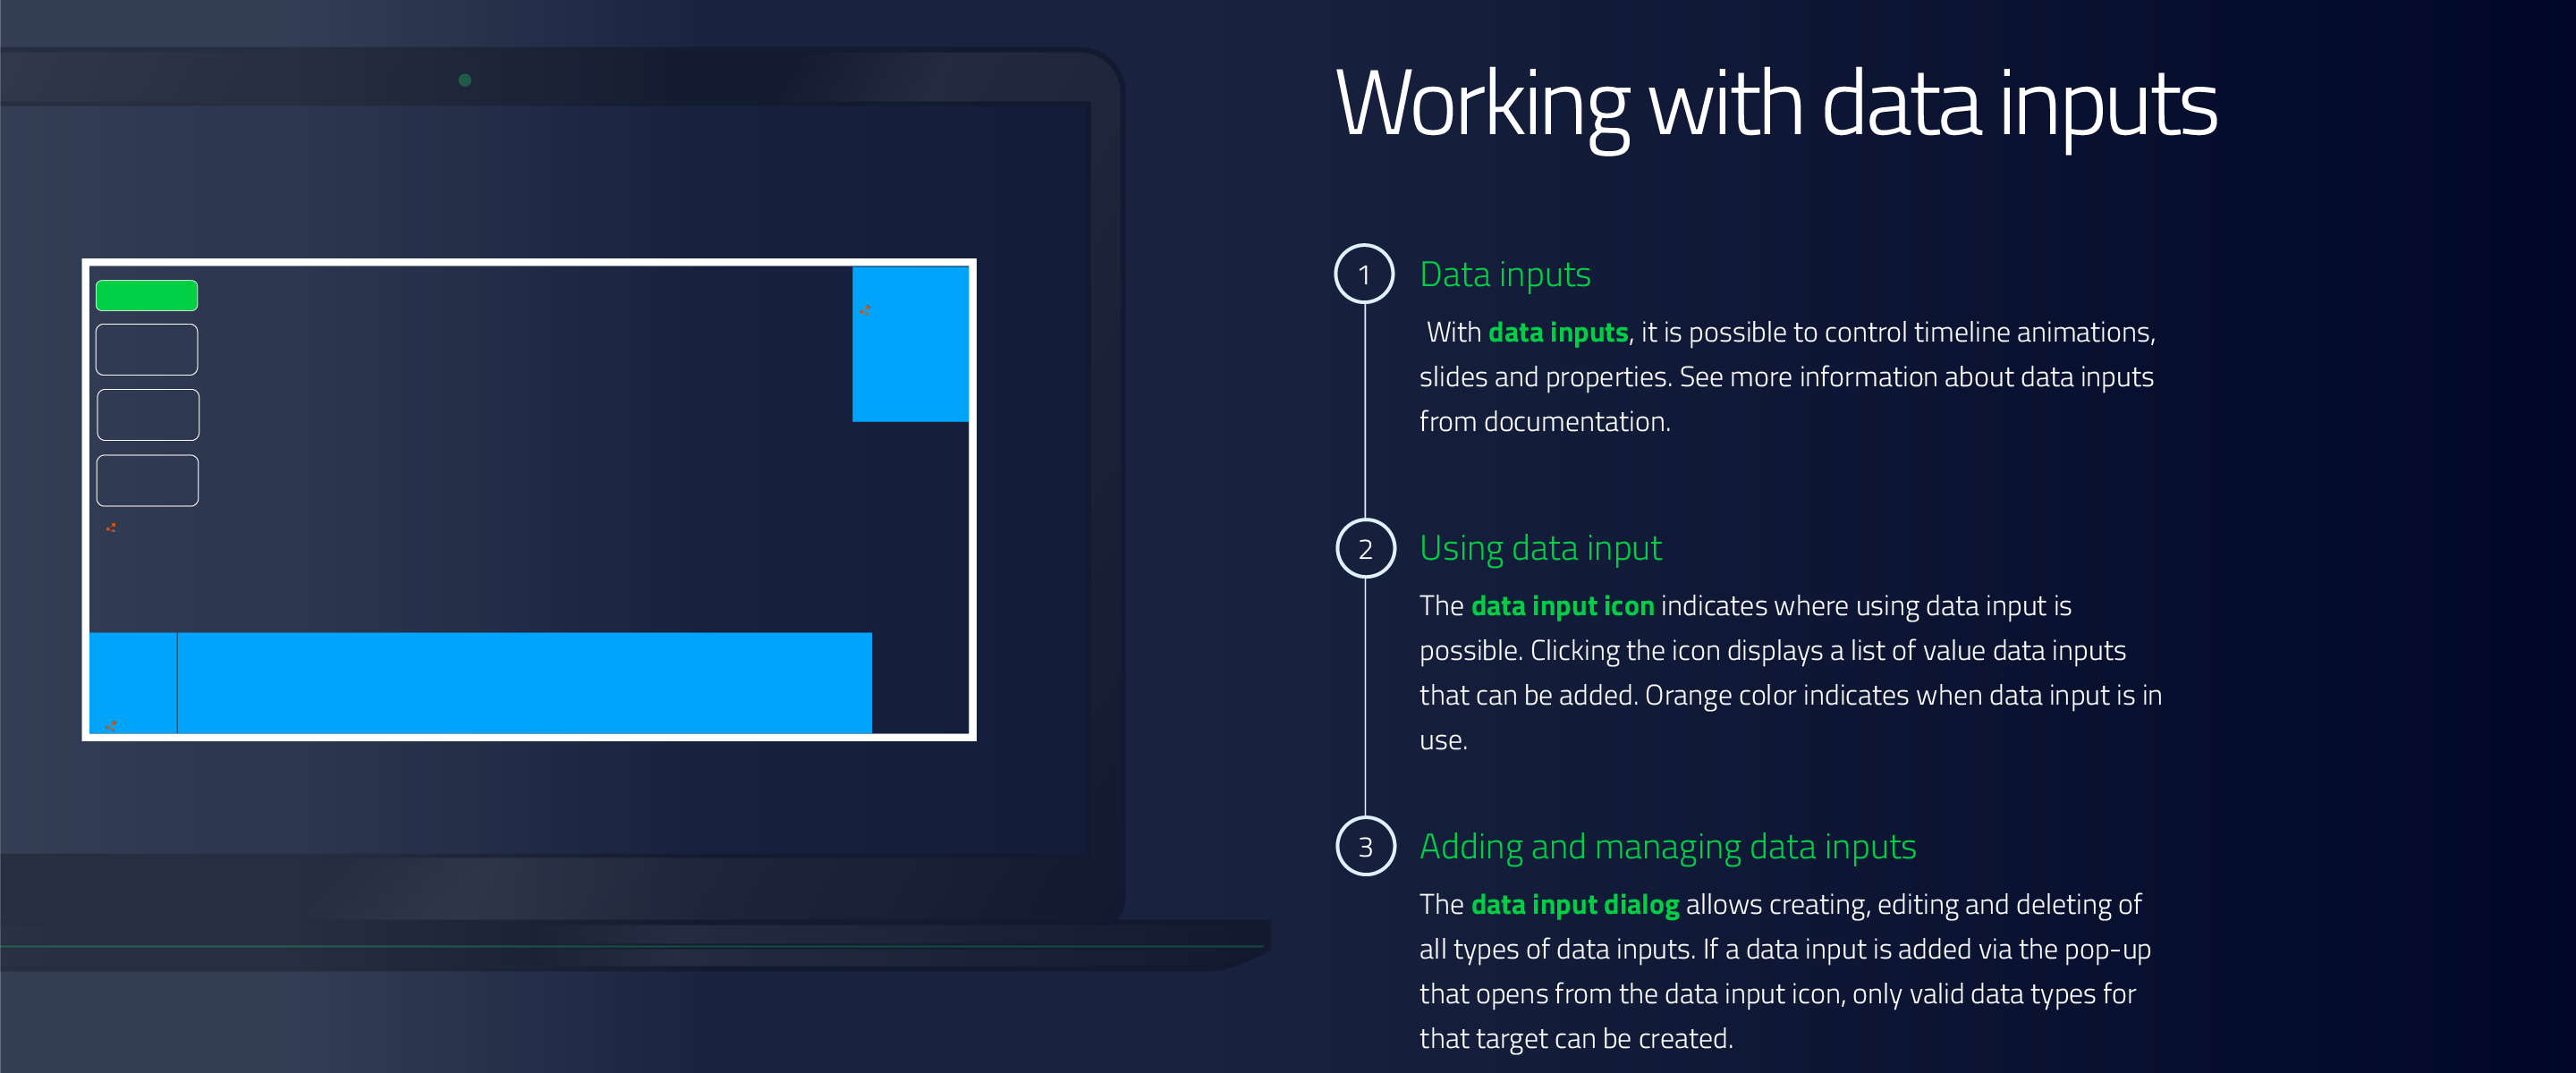 Working with data inputs
1
Data inputs
With data inputs, it is possible to control timeline animations,
slides and properties. See more information about data inputs
from documentation.
2
Using data input
The data input icon indicates where using data input is
possible. Clicking the icon displays a list of value data inputs
that can be added. Orange color indicates when data input is in
use.
3
Adding and managing data inputs
The data input dialog allows creating, editing and deleting of
all types of data inputs. If a data input is added via the pop-up
that opens from the data input icon, only valid data types for
that target can be created.